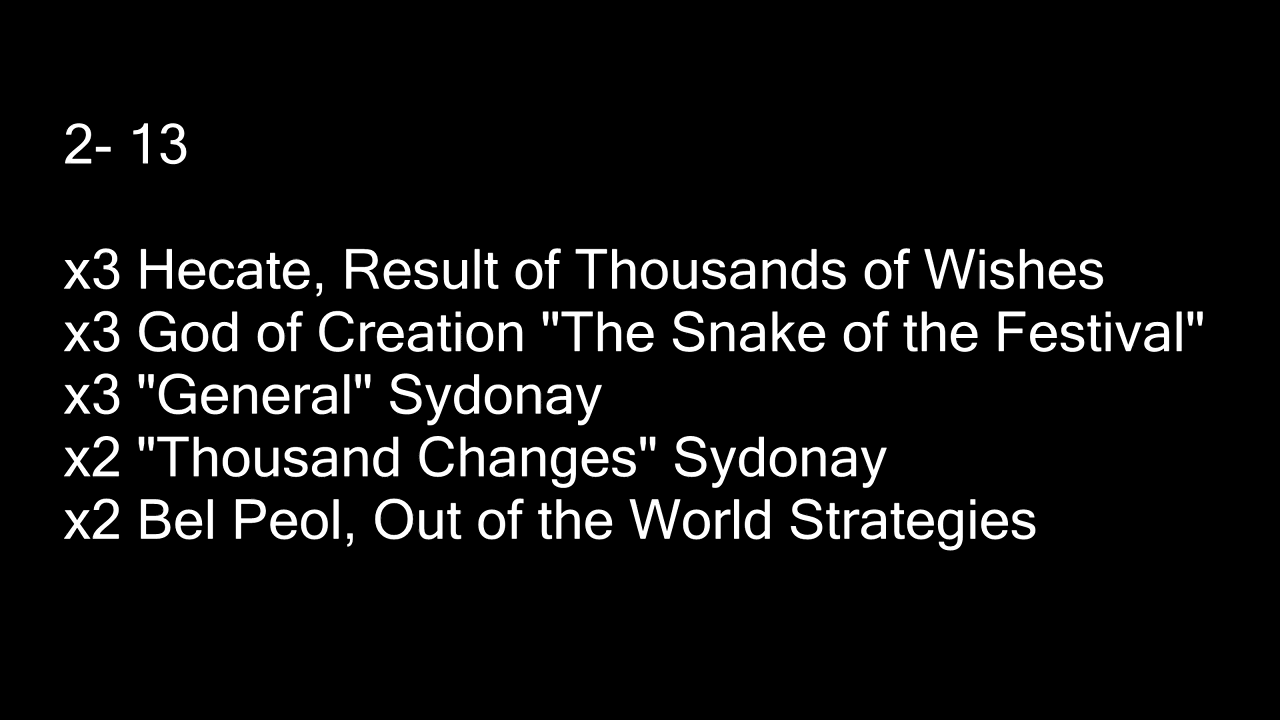 2- 13
x3 Hecate, Result of Thousands of Wishes
x3 God of Creation "The Snake of the Festival"
x3 "General" Sydonay
x2 "Thousand Changes" Sydonay
x2 Bel Peol, Out of the World Strategies